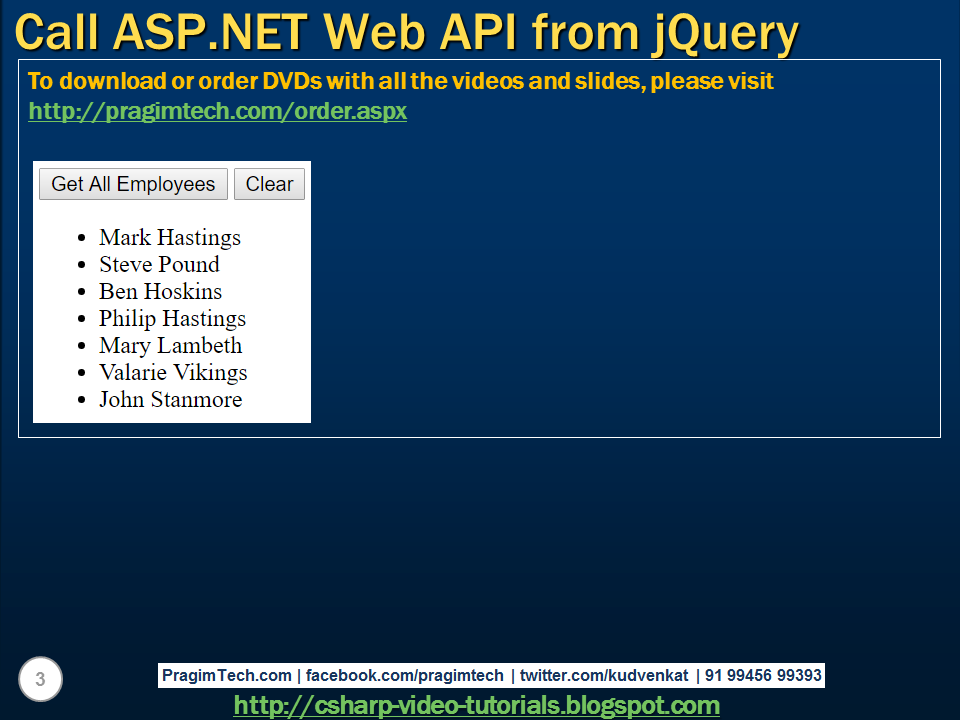 Call ASP.NET Web API from jQuery
To download or order DVDs with all the videos and slides, please visit
http://pragimtech.com/order.aspx
Get All Employees Clear
Mark Hastings
Steve Pound
Ben Hoskins
Philip Hastings
Mary Lambeth
Valarie Vikings
John Stanmore
3
PragimTech.com | facebook.com/pragimtech | twitter.com/kudvenkat | 91 99456 99393
http://csharp-video-tutorials.blogspot.com